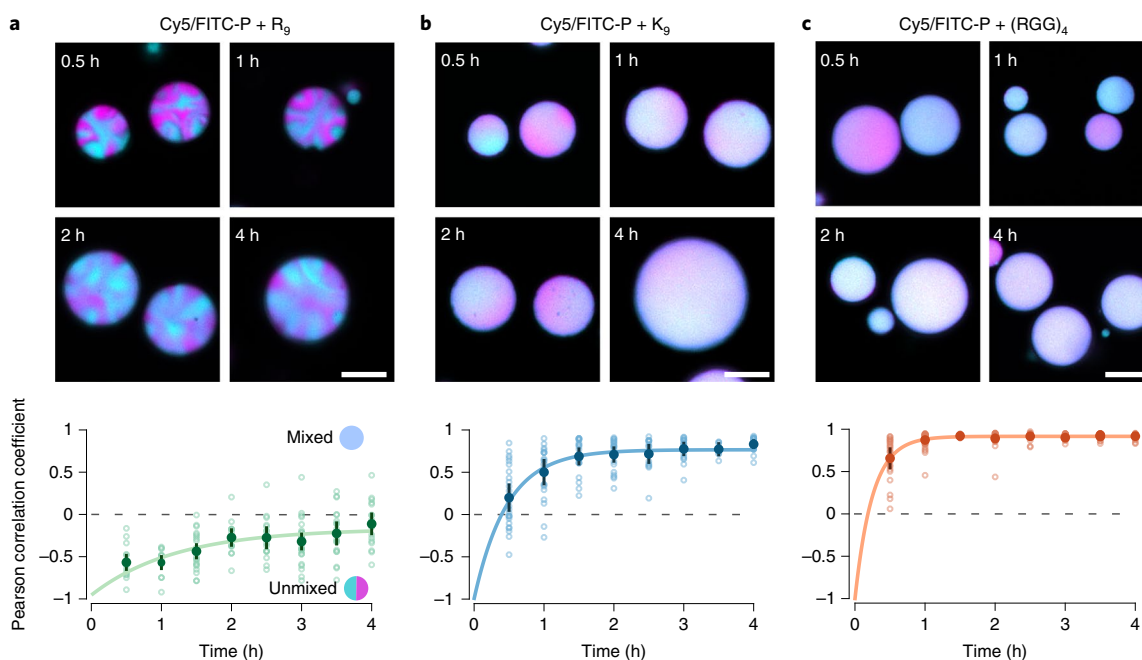 a
Cy5/FITC-P + R₉
0.5 h
1 h
2 h
4 h
b
Cy5/FITC-P + K₉
0.5 h
1 h
2 h
4 h
c
Cy5/FITC-P + (RGG)₄
0.5 h
1 h
2 h
4 h
Pearson correlation coefficient
1
0.5
0
–0.5
–1
Mixed
Unmixed
0 1 2 3 4
Time (h)
1
0.5
0
–0.5
–1
0 1 2 3 4
Time (h)
1
0.5
0
–0.5
–1
0 1 2 3 4
Time (h)